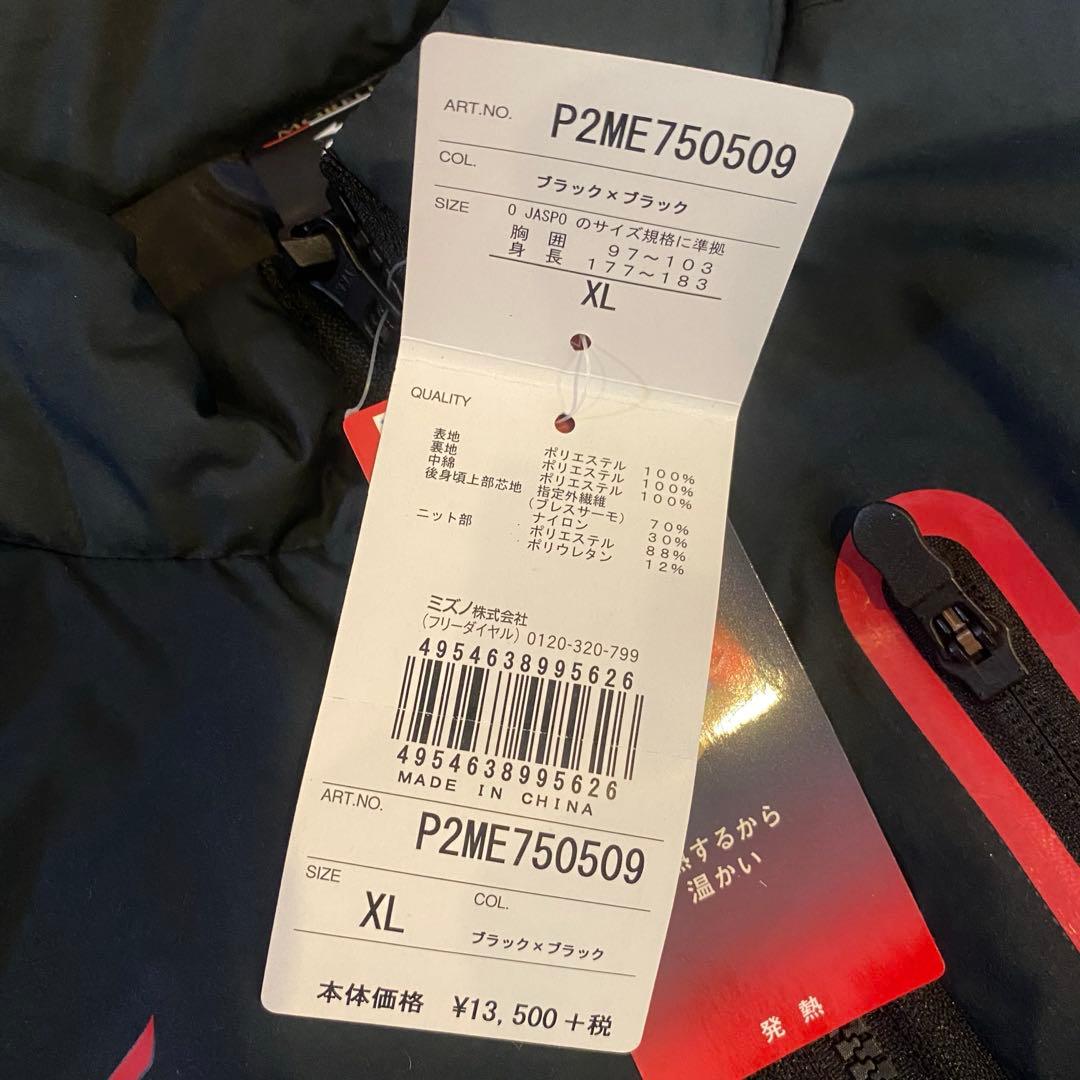 ART.NO. P2ME750509
COL. ブラック×ブラック
SIZE 0 JASPO のサイズ規格に準拠
胸囲 97～103
身長 177～183
XL
QUALITY
表地 ポリエステル 100%
裏地 ポリエステル 100%
中綿 ポリエステル 100%
後身頃上部芯地 指定外繊維
(ブレスサーモ) 70%
ナイロン 30%
ニット部 ポリエステル 88%
ポリウレタン 12%
ミズノ株式会社
(フリーダイヤル) 0120-320-799
4954638995626
4954638995626
MADE IN CHINA
ART.NO. P2ME750509
SIZE XL COL. ブラック×ブラック
本体価格 ¥13,500+税
熱するから
温かい
発熱